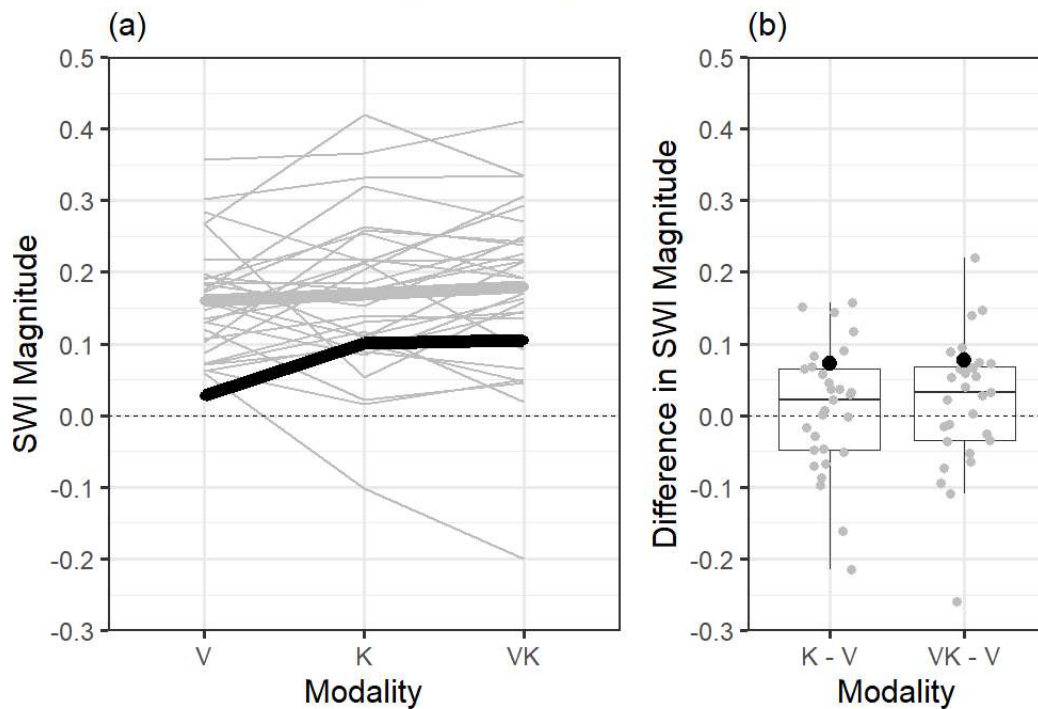 (a)
SWI Magnitude
0.5
0.4
0.3
0.2
0.1
0.0
-0.1
-0.2
-0.3
V K VK
Modality
(b)
Difference in SWI Magnitude
0.5
0.4
0.3
0.2
0.1
0.0
-0.1
-0.2
-0.3
K - V VK - V
Modality